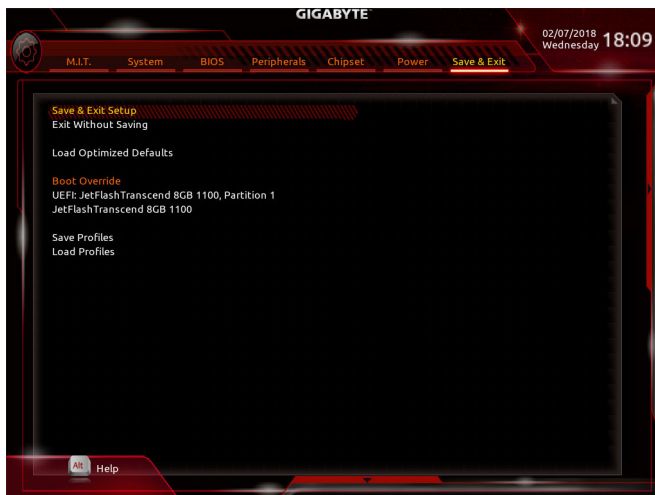 GIGABYTE™
02/07/2018
Wednesday
18:09
M.I.T. System BIOS Peripherals Chipset Power Save & Exit
Save & Exit Setup
Exit Without Saving
Load Optimized Defaults
Boot Override
UEFI: JetFlashTranscend 8GB 1100, Partition 1
JetFlashTranscend 8GB 1100
Save Profiles
Load Profiles
Alt Help